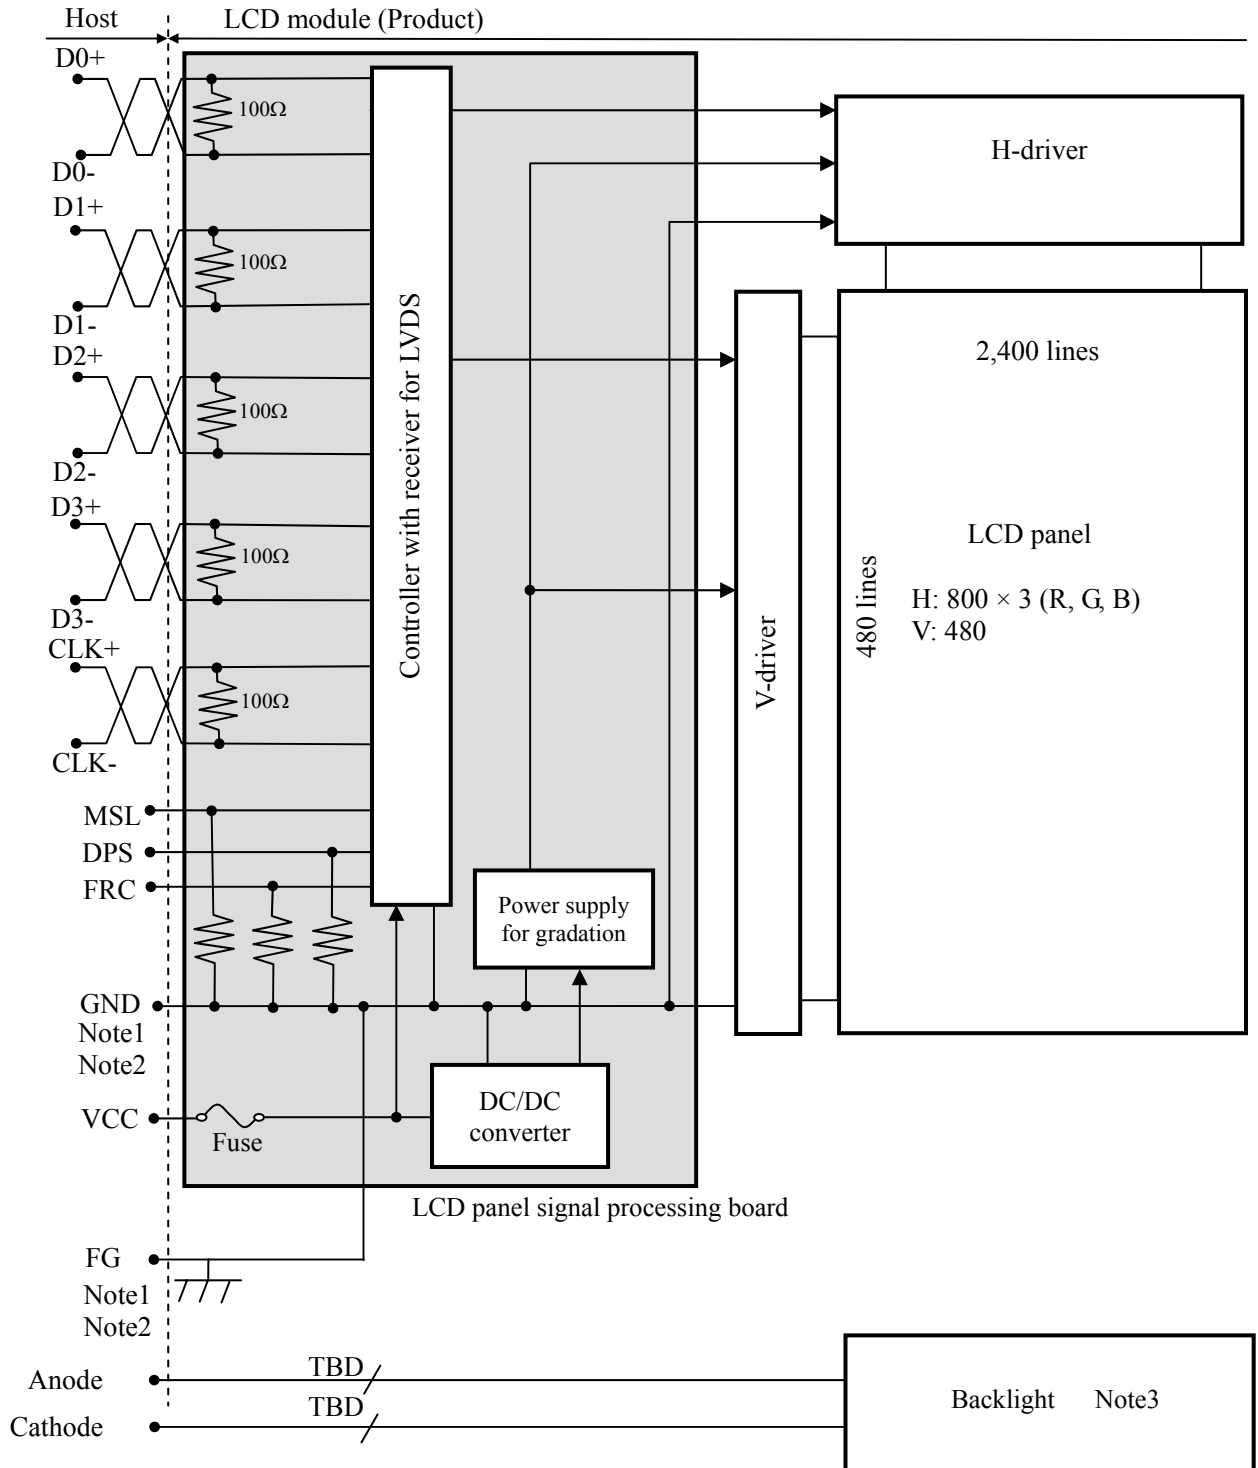 Host
LCD module (Product)
D0+
100Ω
D0-
D1+
100Ω
D1-
D2+
100Ω
D2-
D3+
100Ω
D3-
CLK+
100Ω
CLK-
MSL
DPS
FRC
GND
Note1
Note2
VCC
Fuse
Controller with receiver for LVDS
Power supply
for gradation
DC/DC
converter
LCD panel signal processing board
H-driver
V-driver
2,400 lines
480 lines
LCD panel
H: 800 × 3 (R, G, B)
V: 480
FG
Note1
Note2
Anode
TBD
Cathode
TBD
Backlight Note3